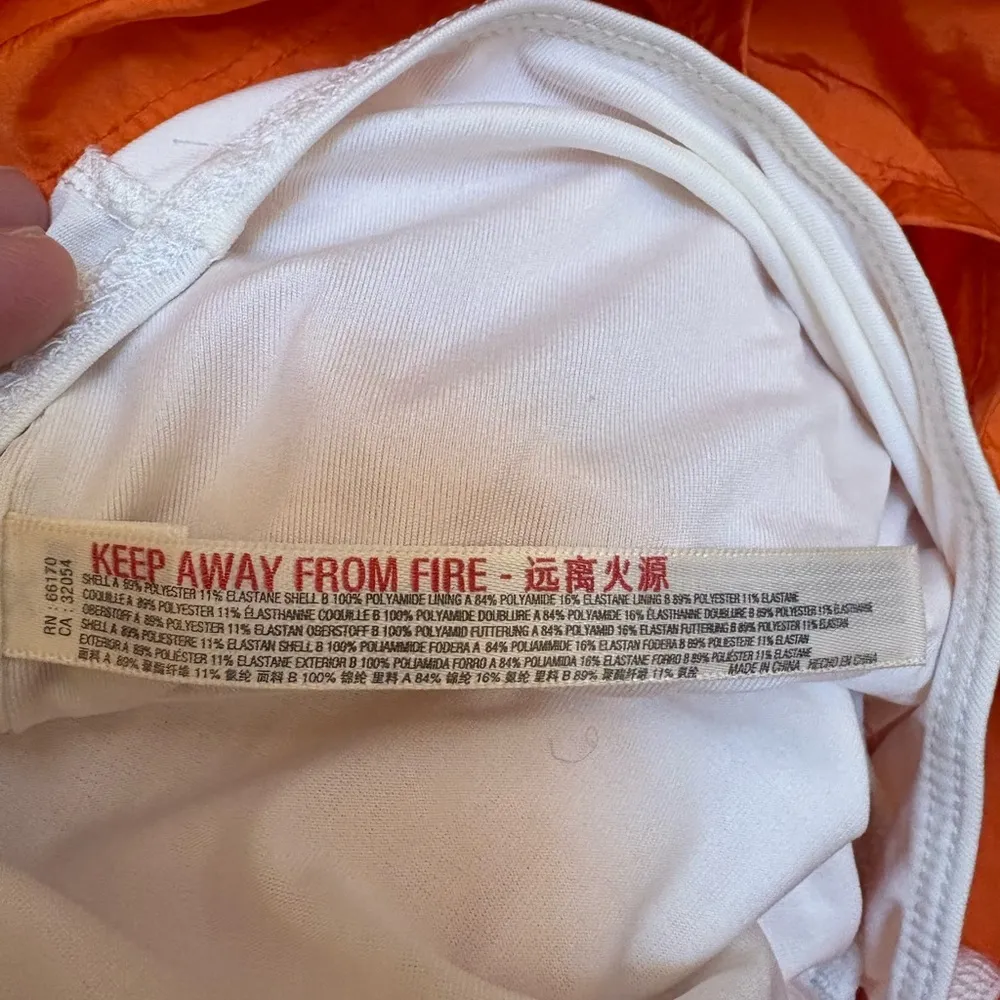 RN : 66170
CA : 32054
KEEP AWAY FROM FIRE - 远离火源
SHELL A 89% POLYESTER 11% ELASTANE SHELL B 100% POLYAMIDE LINING A 84% POLYAMIDE 16% ELASTANE LINING B 89% POLYESTER 11% ELASTANE
COQUILLE A 89% POLYESTER 11% ÉLASTHANNE COQUILLE B 100% POLYAMIDE DOUBLURE A 84% POLYAMIDE 16% ÉLASTHANNE DOUBLURE B 89% POLYESTER 11% ÉLASTHANNE
OBERSTOFF A 89% POLYESTER 11% ELASTAN OBERSTOFF B 100% POLYAMID FUTTERUNG A 84% POLYAMID 16% ELASTAN FUTTERUNG B 89% POLYESTER 11% ELASTAN
SHELL A 89% POLIESTERE 11% ELASTAN SHELL B 100% POLIAMMIDE FODERA A 84% POLIAMMIDE 16% ELASTAN FODERA B 89% POLIESTERE 11% ELASTAN
EXTERIOR A 89% POLIÉSTER 11% ELASTANE EXTERIOR B 100% POLIAMIDA FORRO A 84% POLIAMIDA 16% ELASTANE FORRO B 89% POLIÉSTER 11% ELASTANE
面料 A 89% 聚酯纤维 11% 氨纶 面料 B 100% 锦纶 里料 A 84% 锦纶 16% 氨纶 里料 B 89% 聚酯纤维 11% 氨纶 MADE IN CHINA HECHO EN CHINA